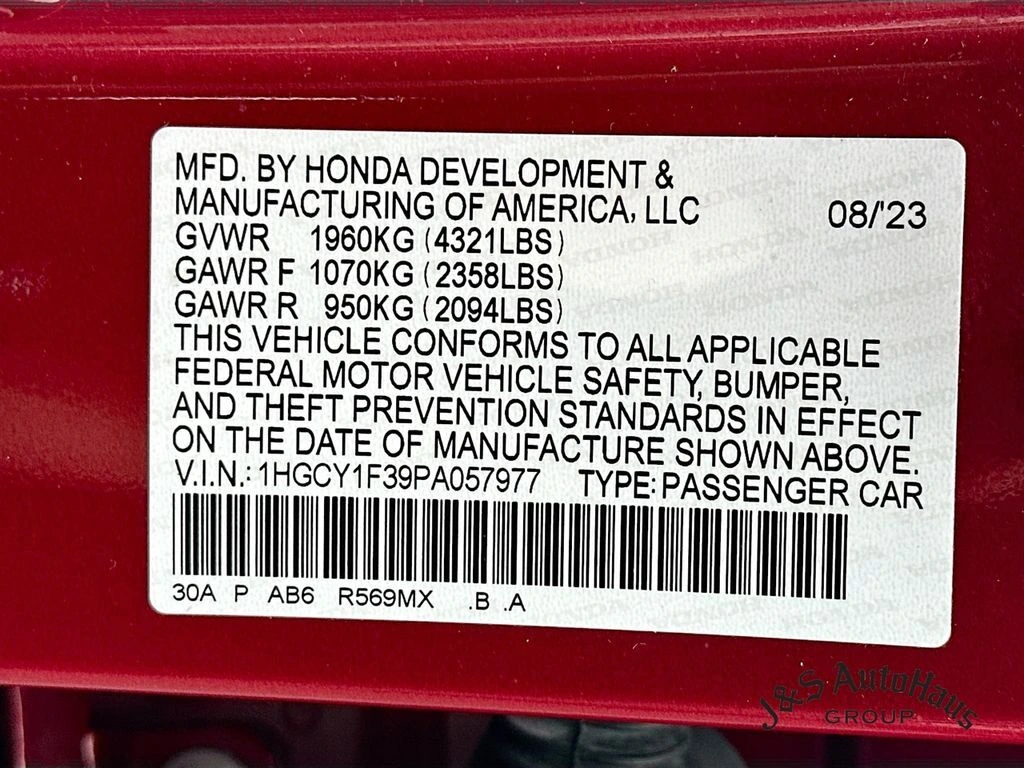 MFD. BY HONDA DEVELOPMENT &
MANUFACTURING OF AMERICA, LLC 08/'23
GVWR 1960KG (4321LBS)
GAWR F 1070KG (2358LBS)
GAWR R 950KG (2094LBS)
THIS VEHICLE CONFORMS TO ALL APPLICABLE
FEDERAL MOTOR VEHICLE SAFETY, BUMPER,
AND THEFT PREVENTION STANDARDS IN EFFECT
ON THE DATE OF MANUFACTURE SHOWN ABOVE.
V.I.N.: 1HGCY1F39PA057977 TYPE: PASSENGER CAR
30A P AB6 R569MX .B .A
J&S AutoHaus
GROUP